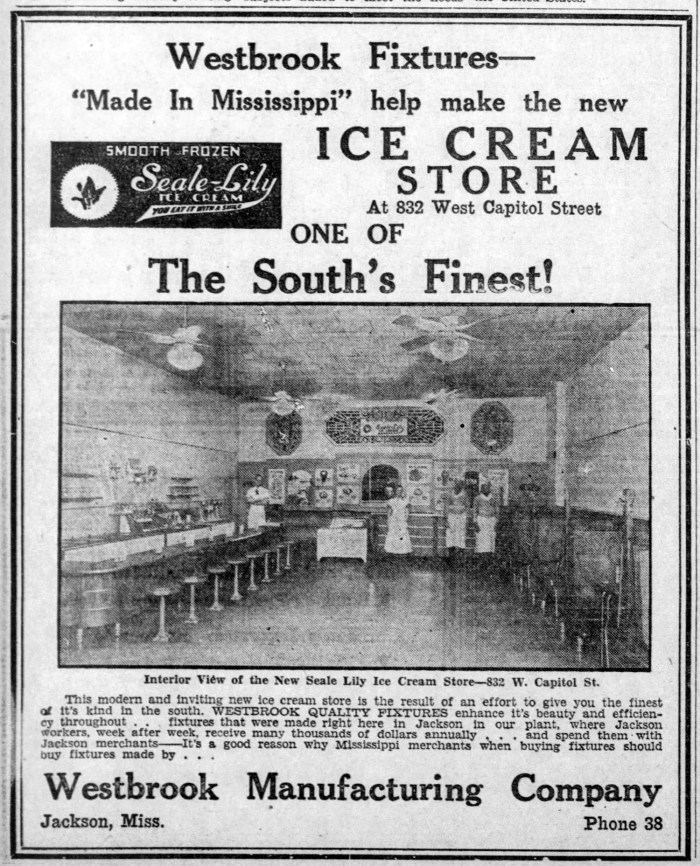 Westbrook Fixtures—
"Made In Mississippi" help make the new
SMOOTH FROZEN
Seale-Lily
ICE CREAM
YOU EAT IT WITH A SMILE
ICE CREAM
STORE
At 832 West Capitol Street
ONE OF
The South's Finest!
Interior View of the New Seale Lily Ice Cream Store—832 W. Capitol St.
This modern and inviting new ice cream store is the result of an effort to give you the finest
of it's kind in the south. WESTBROOK QUALITY FIXTURES enhance it's beauty and efficien-
cy throughout . . . fixtures that were made right here in Jackson in our plant, where Jackson
workers, week after week, receive many thousands of dollars annually . . . and spend them with
Jackson merchants—It's a good reason why Mississippi merchants when buying fixtures should
buy fixtures made by . . .
Westbrook Manufacturing Company
Jackson, Miss.
Phone 38